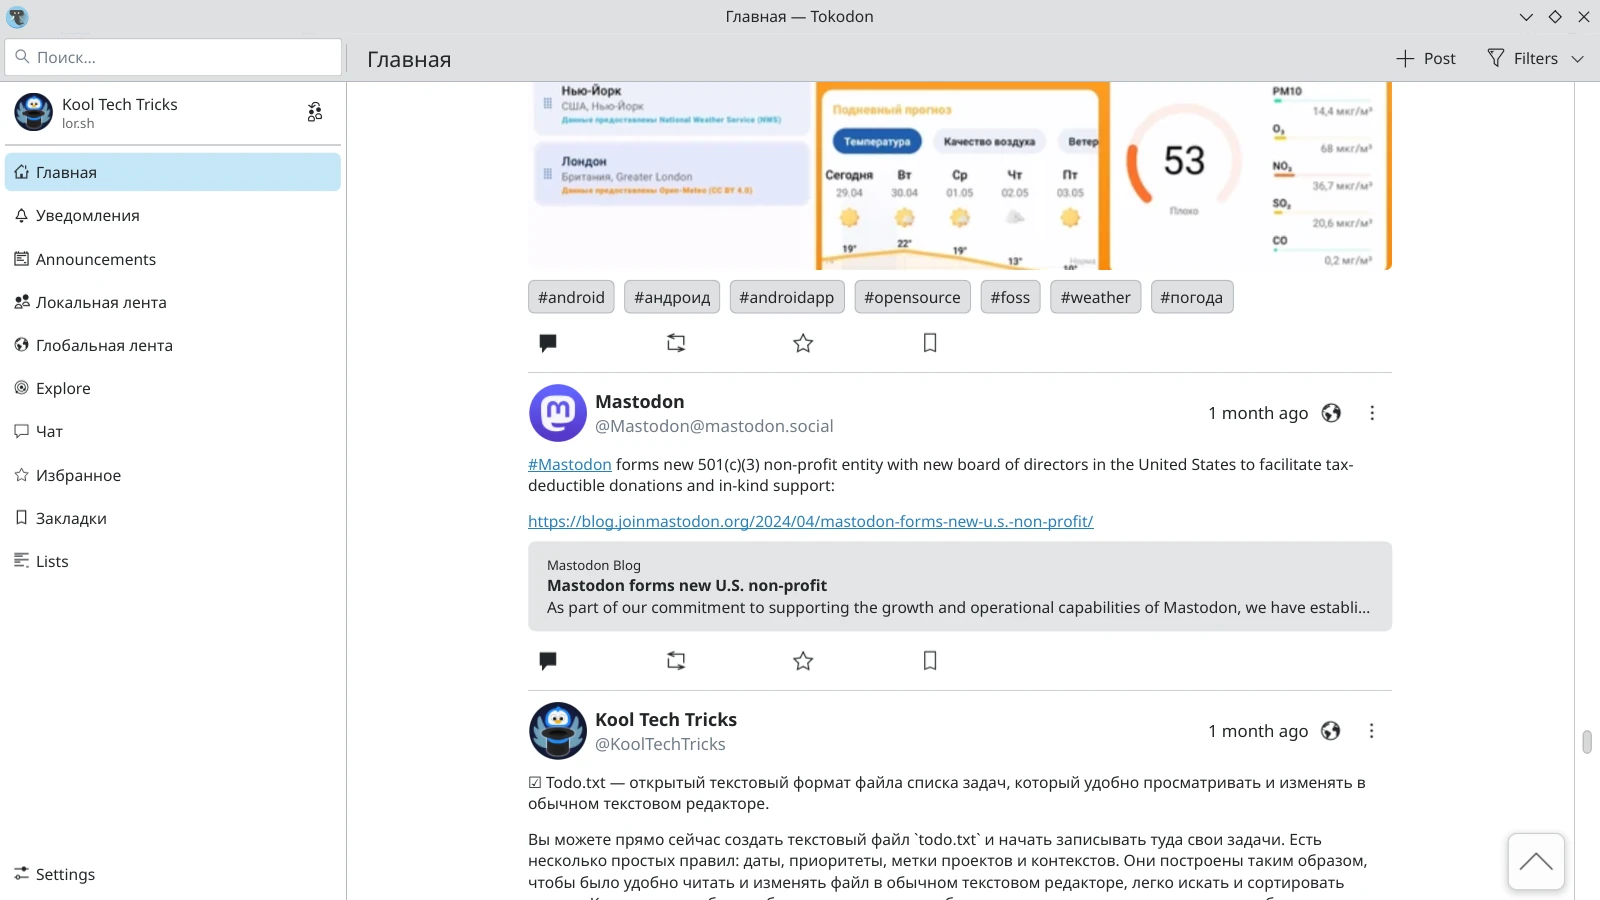 Главная — Tokodon
Поиск...
Главная
Post
Filters
Kool Tech Tricks
lor.sh
Главная
Уведомления
Announcements
Локальная лента
Глобальная лента
Explore
Чат
Избранное
Закладки
Lists
Settings
Нью-Йорк
США, Нью-Йорк
Данные предоставлены National Weather Service (NWS)
Лондон
Британия, Greater London
Данные предоставлены Open-Meteo (CC BY 4.0)
Подневный прогноз
Температура Качество воздуха Ветер
Сегодня Вт Ср Чт Пт
29.04 30.04 01.05 02.05 03.05
19° 22° 19° 13°
53
Плохо
PM10
14,4 мкг/м³
O₃
68 мкг/м³
NO₂
36,7 мкг/м³
SO₂
20,6 мкг/м³
CO
0,2 мг/м³
#android #андроид #androidapp #opensource #foss #weather #погода
Mastodon
@Mastodon@mastodon.social
1 month ago
#Mastodon forms new 501(c)(3) non-profit entity with new board of directors in the United States to facilitate tax-
deductible donations and in-kind support:
https://blog.joinmastodon.org/2024/04/mastodon-forms-new-u.s.-non-profit/
Mastodon Blog
Mastodon forms new U.S. non-profit
As part of our commitment to supporting the growth and operational capabilities of Mastodon, we have establi...
Kool Tech Tricks
@KoolTechTricks
1 month ago
☑ Todo.txt — открытый текстовый формат файла списка задач, который удобно просматривать и изменять в
обычном текстовом редакторе.
Вы можете прямо сейчас создать текстовый файл `todo.txt` и начать записывать туда свои задачи. Есть
несколько простых правил: даты, приоритеты, метки проектов и контекстов. Они построены таким образом,
чтобы было удобно читать и изменять файл в обычном текстовом редакторе, легко искать и сортировать